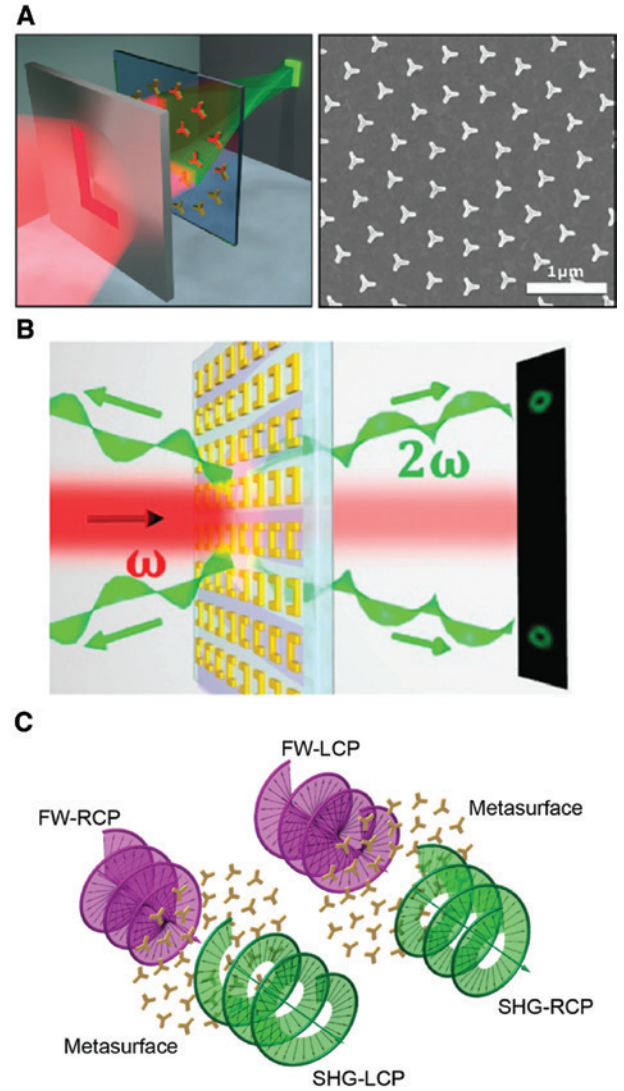 A
1μm
B
2ω
ω
C
FW-LCP
FW-RCP
Metasurface
Metasurface
SHG-RCP
SHG-LCP